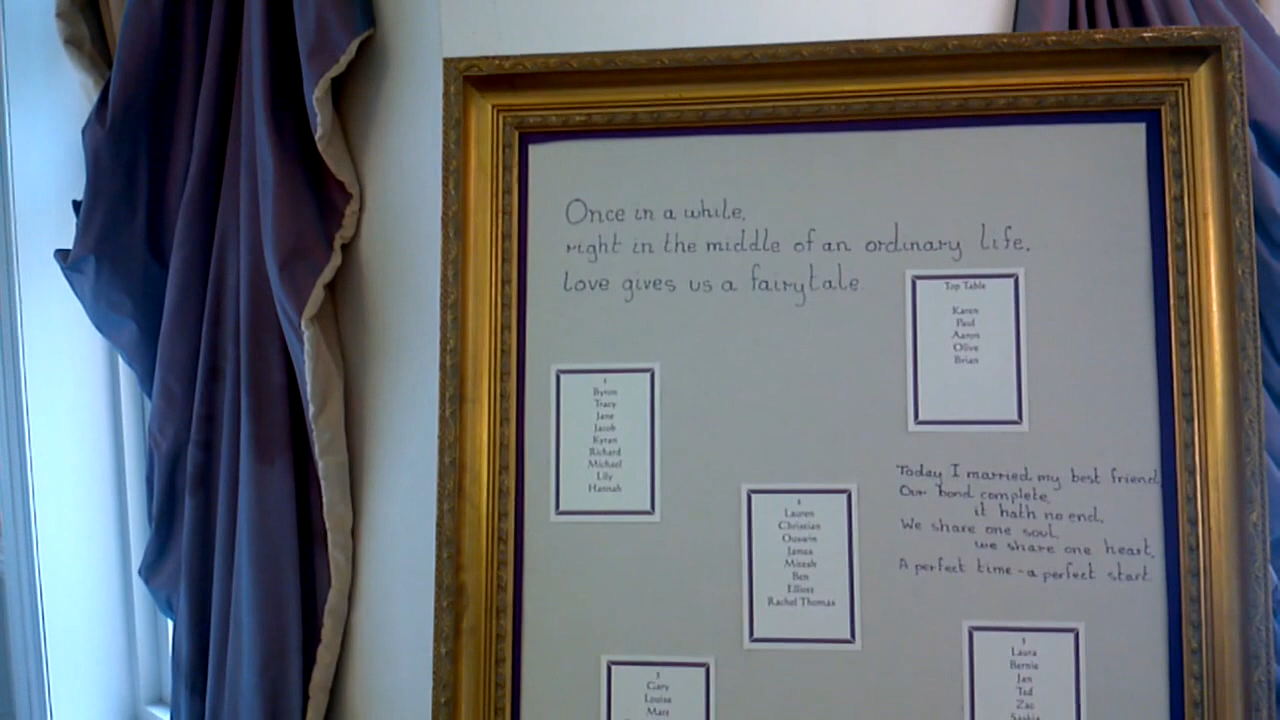 Once in a while,
right in the middle of an ordinary life,
Love gives us a fairytale
Top Table
Karen
Paul
Aaron
Olive
Brian
Byron
Tracy
Jane
Jacob
Kyran
Richard
Michael
Lily
Hannah
Today I married my best friend
Our bond complete,
it hath no end,
We share one soul,
we share one heart,
A perfect time - a perfect start
Lauren
Christian
James
Ben
Elliott
Rachel Thomas
Laura
Bernie
Jan
Ted
Zac
Saskia
Gary
Louisa
Marc